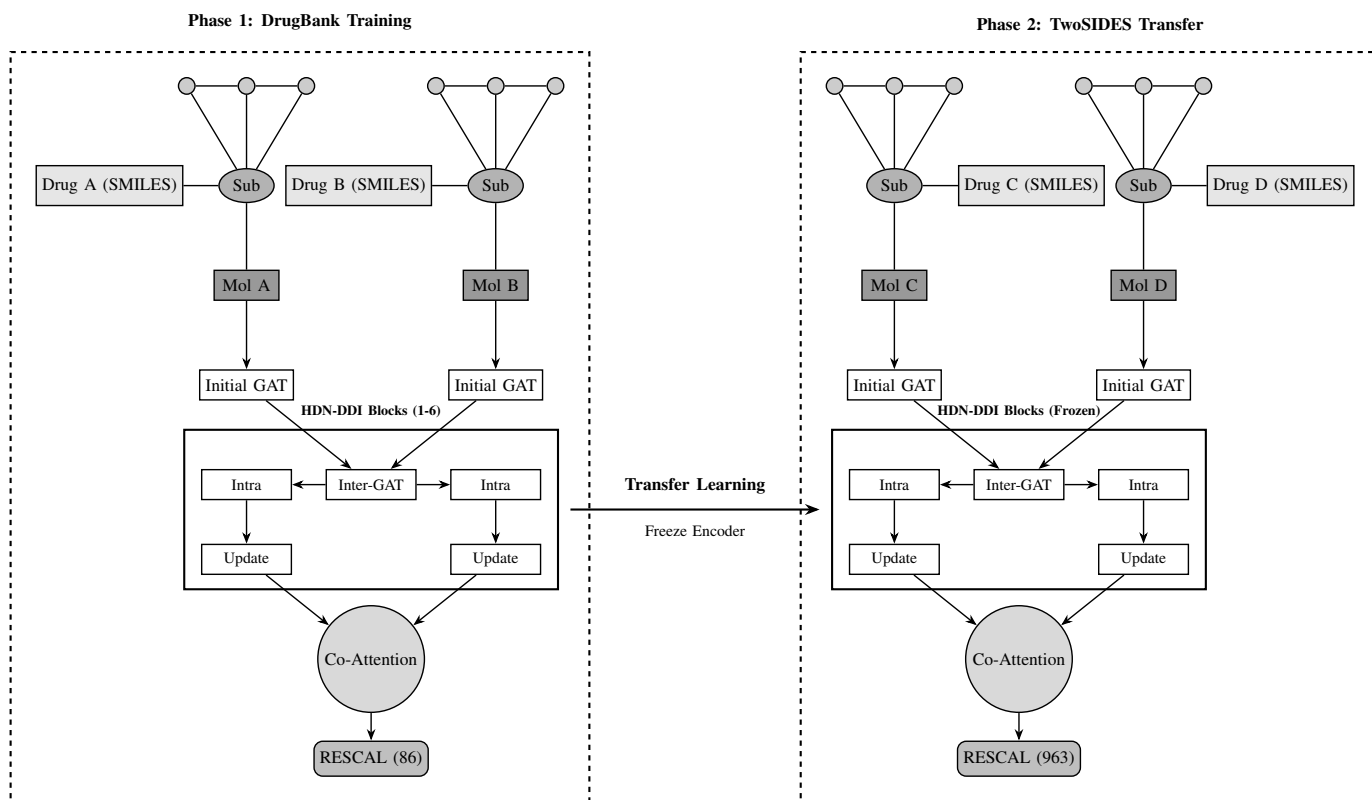 Phase 1: DrugBank Training
Phase 2: TwoSIDES Transfer
Drug A (SMILES)
Sub
Drug B (SMILES)
Sub
Sub
Drug C (SMILES)
Sub
Drug D (SMILES)
Mol A
Mol B
Mol C
Mol D
Initial GAT
Initial GAT
Initial GAT
Initial GAT
HDN-DDI Blocks (1-6)
HDN-DDI Blocks (Frozen)
Intra
Inter-GAT
Intra
Transfer Learning
Intra
Inter-GAT
Intra
Freeze Encoder
Update
Update
Update
Update
Co-Attention
Co-Attention
RESCAL (86)
RESCAL (963)